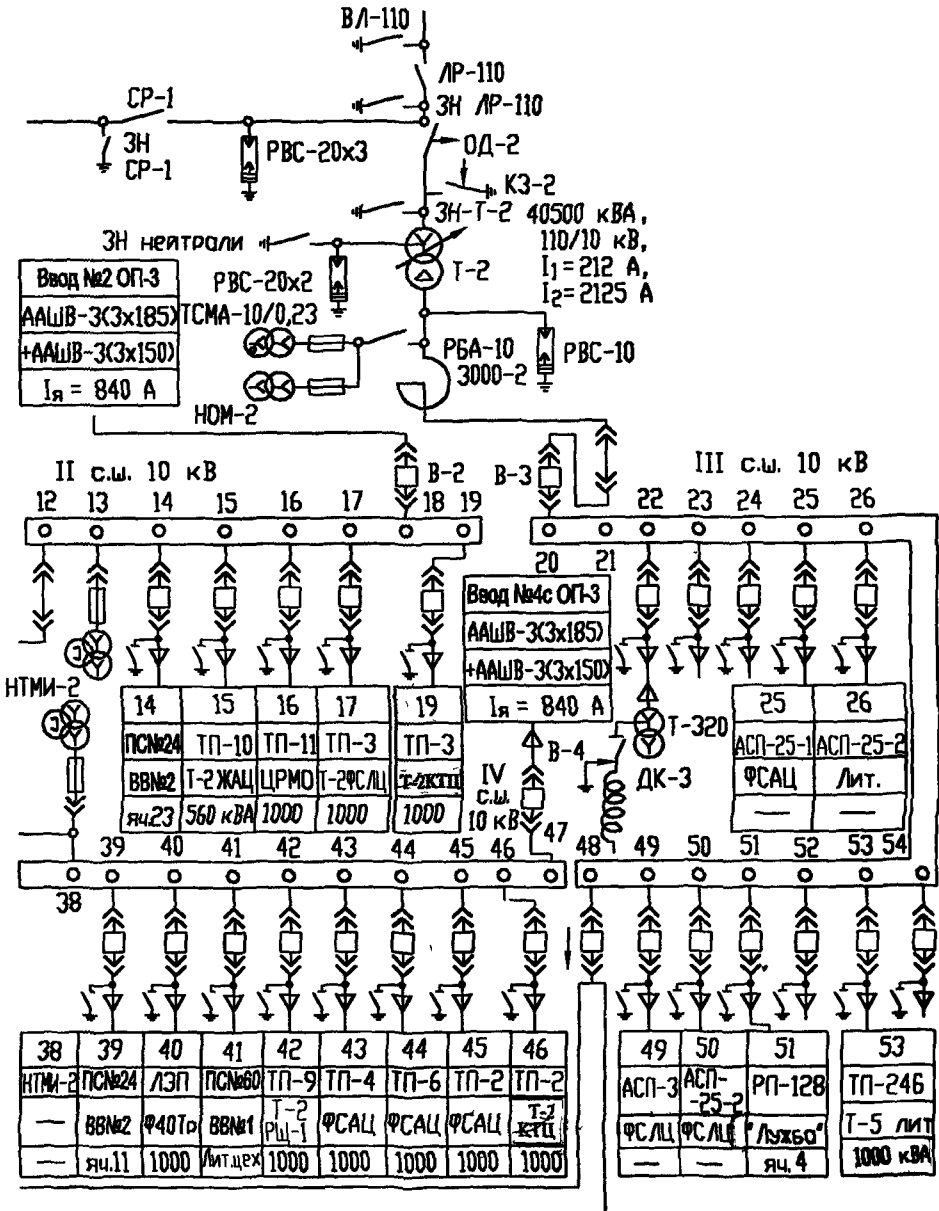 ВЛ-110
ЛР-110
СР-1
ЗН ЛР-110
ЗН
СР-1
РВС-20х3
ОД-2
КЗ-2
ЗН-Т-2
40500 кВА,
110/10 кВ,
I1=212 А,
I2=2125 А
ЗН нейтрали
Т-2
РВС-20х2
Ввод №2 ОП-3
ААШВ-3(3х185)
+ААШВ-3(3х150)
Iя = 840 А
ТСМА-10/0,23
НОМ-2
РБА-10
3000-2
РВС-10
II с.ш. 10 кВ
В-2
В-3
III с.ш. 10 кВ
12 13 14 15 16 17 18 19
22 23 24 25 26
20 21
Ввод №4с ОП-3
ААШВ-3(3х185)
+ААШВ-3(3х150)
Iя = 840 А
НТМИ-2
14 15 16 17 19
ПС№24 ТП-10 ТП-11 ТП-3 ТП-3
ВВ№2 Т-2 ЖАЦ ЦРМО Т-2ФСЛЦ Т-2КТЦ
яч.23 560 кВА 1000 1000 1000
IV
с.ш.
10 кВ
В-4
Т-320
ДК-3
25 26
АСП-25-1 АСП-25-2
ФСАЦ Лит.
— —
38 39 40 41 42 43 44 45 46 47
48 49 50 51 52 53 54
38 39 40 41 42 43 44 45 46
НТМИ-2 ПС№24 ЛЭП ПС№60 ТП-9 ТП-4 ТП-6 ТП-2 ТП-2
— ВВ№2 Ф40Тр ВВ№1 Т-2 РЩ-1 ФСАЦ ФСАЦ ФСАЦ Т-2 КТЦ
— яч.11 1000 Лит.цех 1000 1000 1000 1000 1000
49 50 51
АСП-3 АСП-25-2 РП-128
ФСЛЦ ФСЛЦ "Лужба"
— — яч.4
53
ТП-246
Т-5 лит
1000 кВА